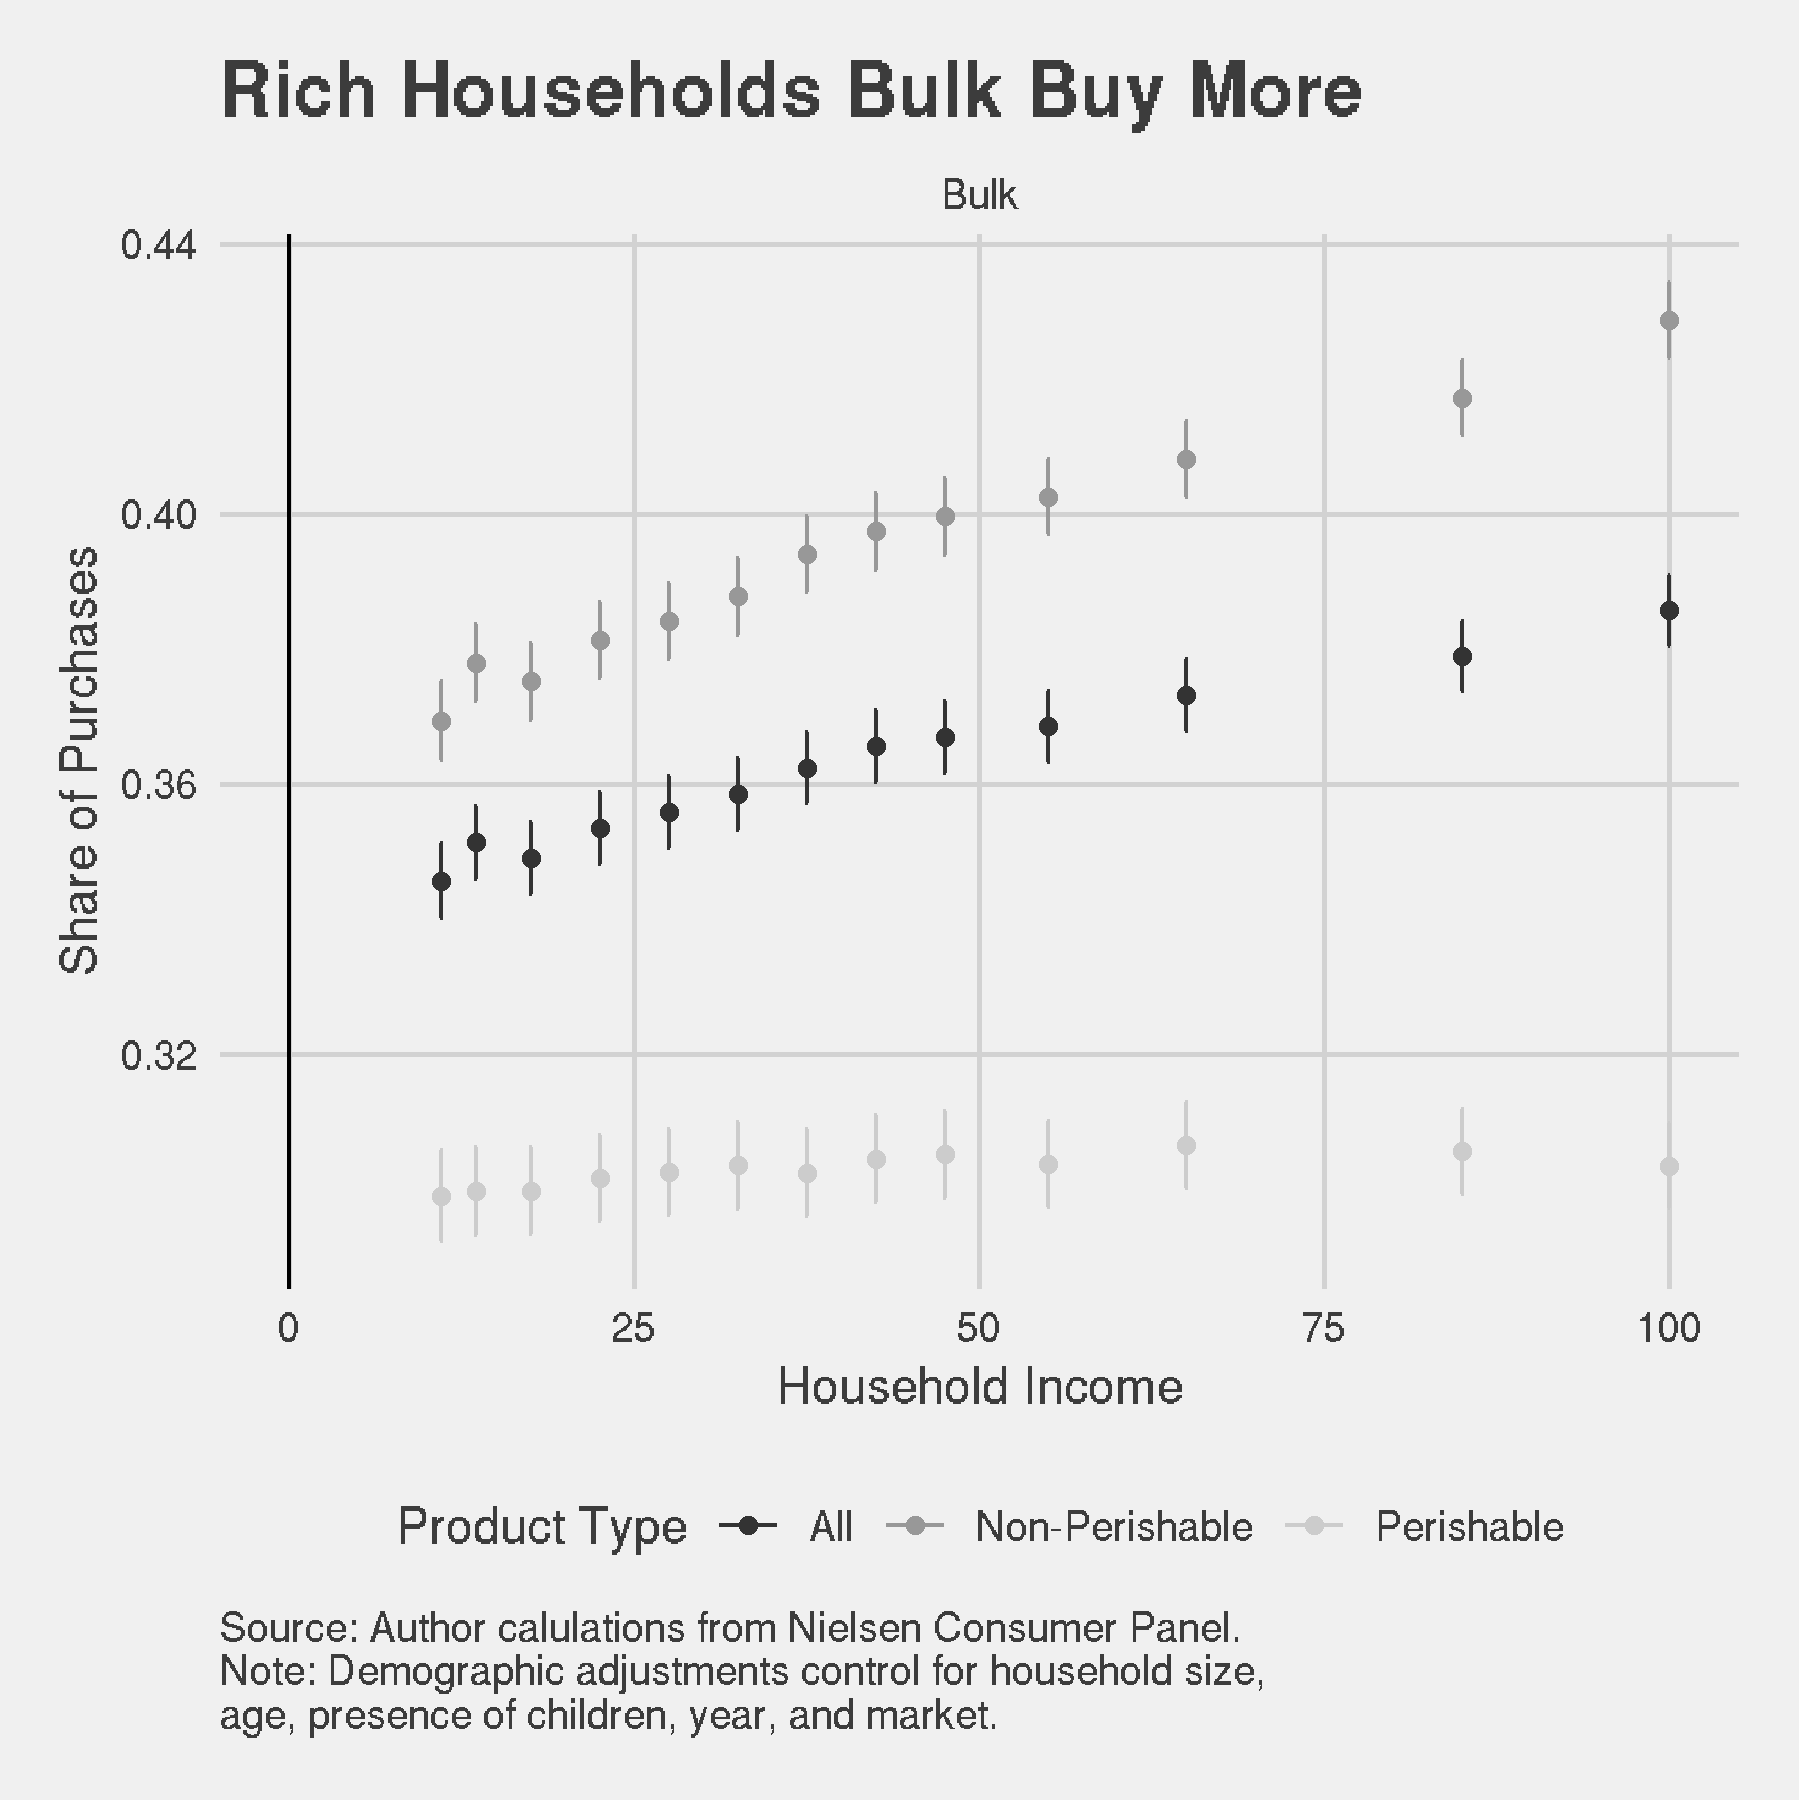 Rich Households Bulk Buy More
Bulk
0.44
0.40
0.36
0.32
Share of Purchases
0 25 50 75 100
Household Income
Product Type All Non-Perishable Perishable
Source: Author calulations from Nielsen Consumer Panel.
Note: Demographic adjustments control for household size,
age, presence of children, year, and market.